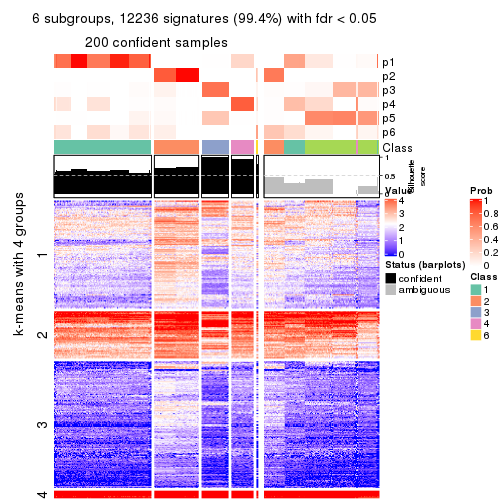 6 subgroups, 12236 signatures (99.4%) with fdr < 0.05
200 confident samples
p1
p2
p3
p4
p5
p6
Class
1
0.5
0
Silhouette
score
k-means with 4 groups
1
2
3
4
Value
4
3
2
1
0
Status (barplots)
confident
ambiguous
Prob
1
0.8
0.6
0.4
0.2
0
Class
1
2
3
4
6